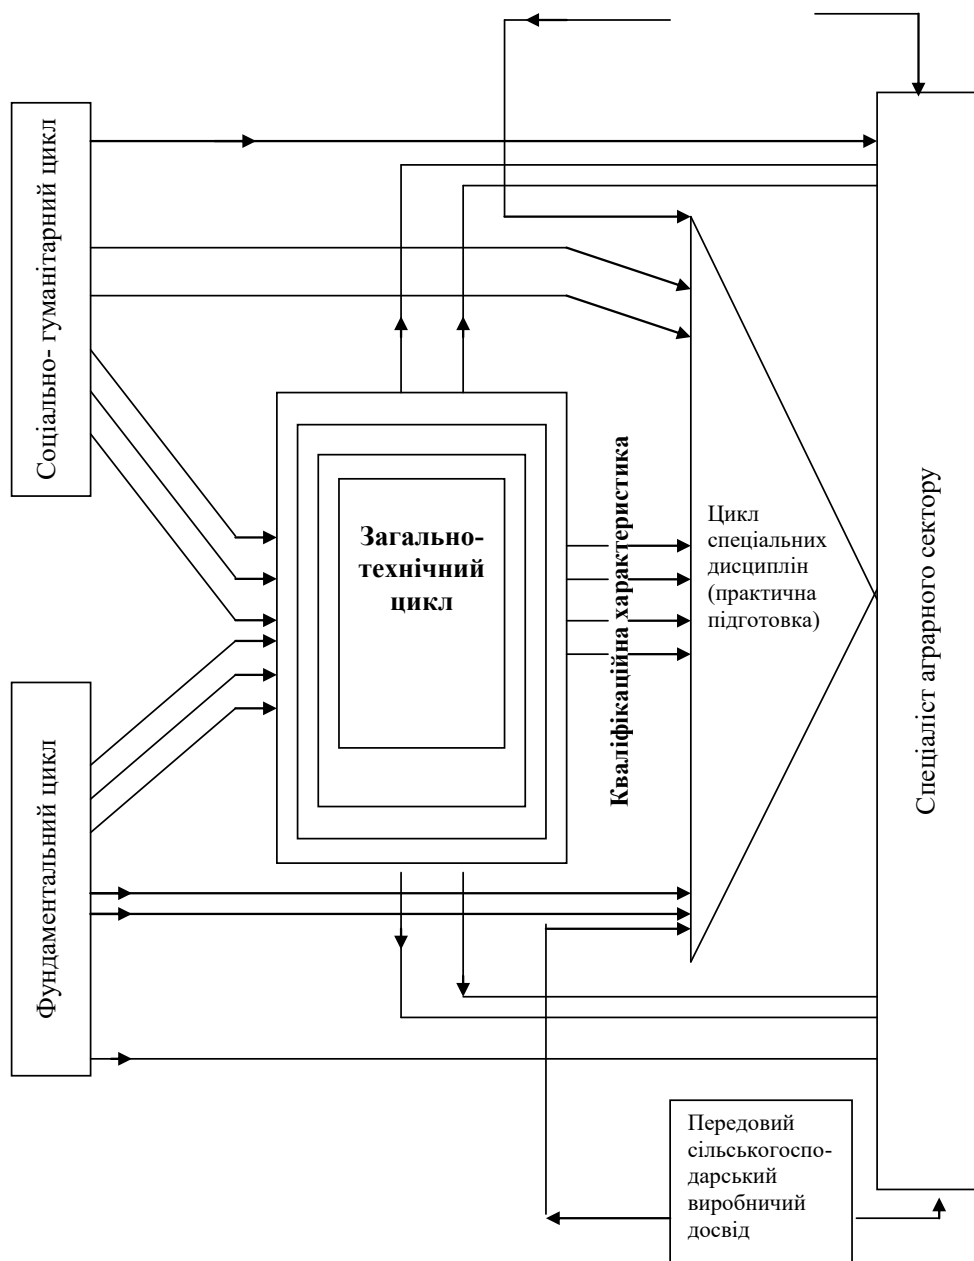 Соціально- гуманітарний цикл
Фундаментальний цикл
Загально-
технічний
цикл
Кваліфікаційна характеристика
Цикл
спеціальних
дисциплін
(практична
підготовка)
Спеціаліст аграрного сектору
Передовий
сільськогоспо-
дарський
виробничий
досвід